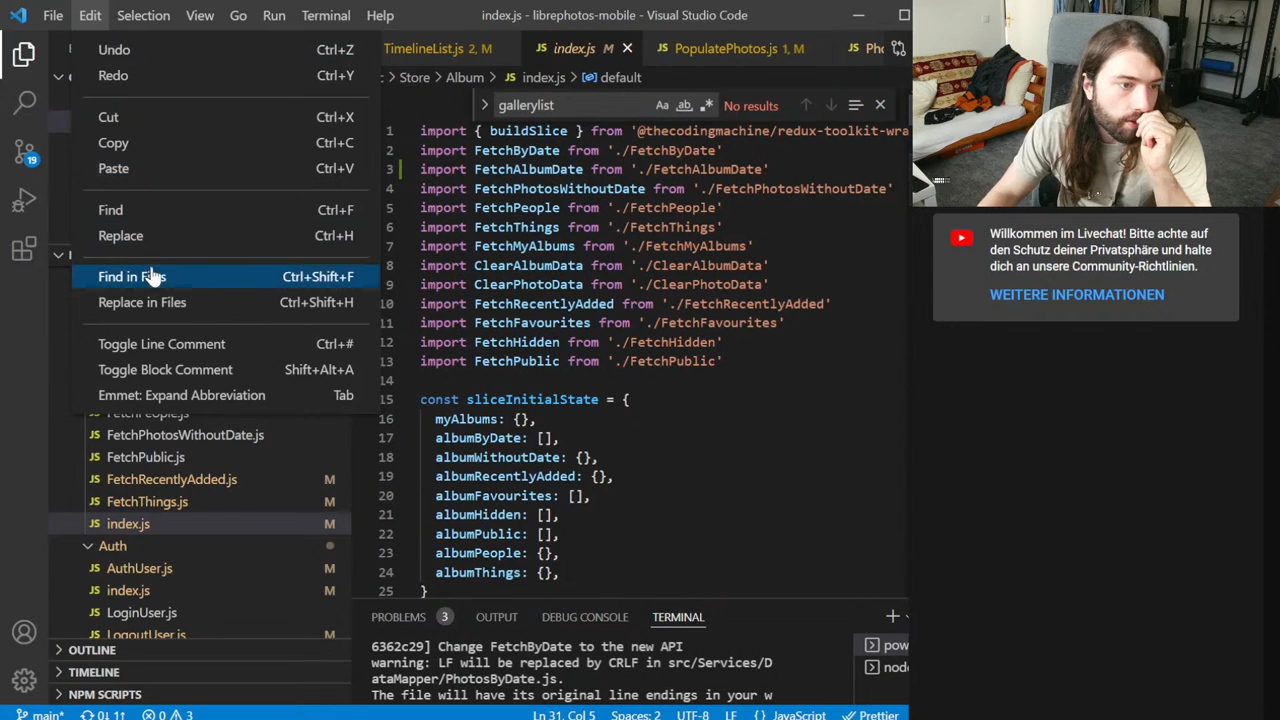 File Edit Selection View Go Run Terminal Help index.js - librephotos-mobile - Visual Studio Code
Undo Ctrl+Z
Redo Ctrl+Y
Cut Ctrl+X
Copy Ctrl+C
Paste Ctrl+V
Find Ctrl+F
Replace Ctrl+H
Find in Files Ctrl+Shift+F
Replace in Files Ctrl+Shift+H
Toggle Line Comment Ctrl+#
Toggle Block Comment Shift+Alt+A
Emmet: Expand Abbreviation Tab
19
FetchPeople.js
FetchPhotosWithoutDate.js
FetchPublic.js
FetchRecentlyAdded.js M
FetchThings.js M
index.js M
Auth
AuthUser.js
index.js
LoginUser.js
LogoutUser.js
OUTLINE
TIMELINE
NPM SCRIPTS
TimelineList.js 2, M index.js M PopulatePhotos.js 1, M
c > Store > Album > index.js > default
gallerylist Aa ab .* No results
1 import { buildSlice } from '@thecodingmachine/redux-toolkit-wra
2 import FetchByDate from './FetchByDate'
3 import FetchAlbumDate from './FetchAlbumDate'
4 import FetchPhotosWithoutDate from './FetchPhotosWithoutDate'
5 import FetchPeople from './FetchPeople'
6 import FetchThings from './FetchThings'
7 import FetchMyAlbums from './FetchMyAlbums'
8 import ClearAlbumData from './ClearAlbumData'
9 import ClearPhotoData from './ClearPhotoData'
10 import FetchRecentlyAdded from './FetchRecentlyAdded'
11 import FetchFavourites from './FetchFavourites'
12 import FetchHidden from './FetchHidden'
13 import FetchPublic from './FetchPublic'
14
15 const sliceInitialState = {
16 myAlbums: {},
17 albumByDate: [],
18 albumWithoutDate: {},
19 albumRecentlyAdded: {},
20 albumFavourites: [],
21 albumHidden: [],
22 albumPublic: [],
23 albumPeople: {},
24 albumThings: {},
25 }
PROBLEMS 3 OUTPUT DEBUG CONSOLE TERMINAL
6362c29] Change FetchByDate to the new API
warning: LF will be replaced by CRLF in src/Services/D
ataMapper/PhotosByDate.js.
The file will have its original line endings in your w
pow
node
main* 0↓ 1↑ 0 3 Ln 31, Col 5 Spaces: 2 UTF-8 LF {} JavaScript Prettier
Willkommen im Livechat! Bitte achte auf
den Schutz deiner Privatsphäre und halte
dich an unsere Community-Richtlinien.
WEITERE INFORMATIONEN